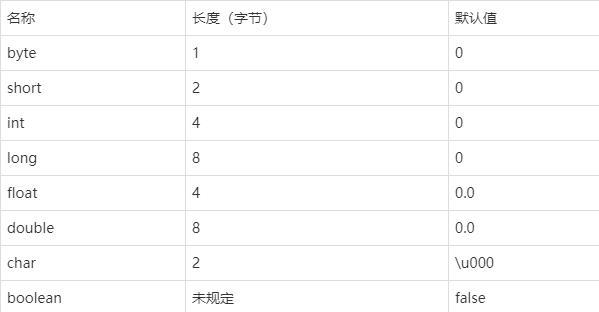 名称 长度（字节） 默认值
byte 1 0
short 2 0
int 4 0
long 8 0
float 4 0.0
double 8 0.0
char 2 \u000
boolean 未规定 false